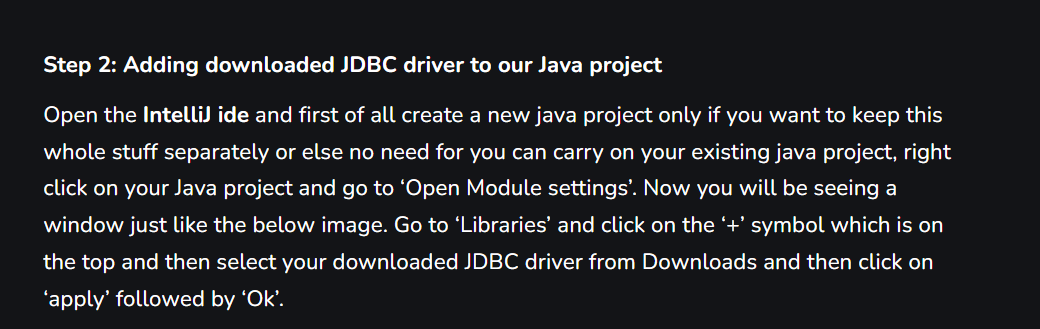 Step 2: Adding downloaded JDBC driver to our Java project
Open the IntelliJ ide and first of all create a new java project only if you want to keep this
whole stuff separately or else no need for you can carry on your existing java project, right
click on your Java project and go to ‘Open Module settings’. Now you will be seeing a
window just like the below image. Go to ‘Libraries’ and click on the ‘+’ symbol which is on
the top and then select your downloaded JDBC driver from Downloads and then click on
‘apply’ followed by ‘Ok’.